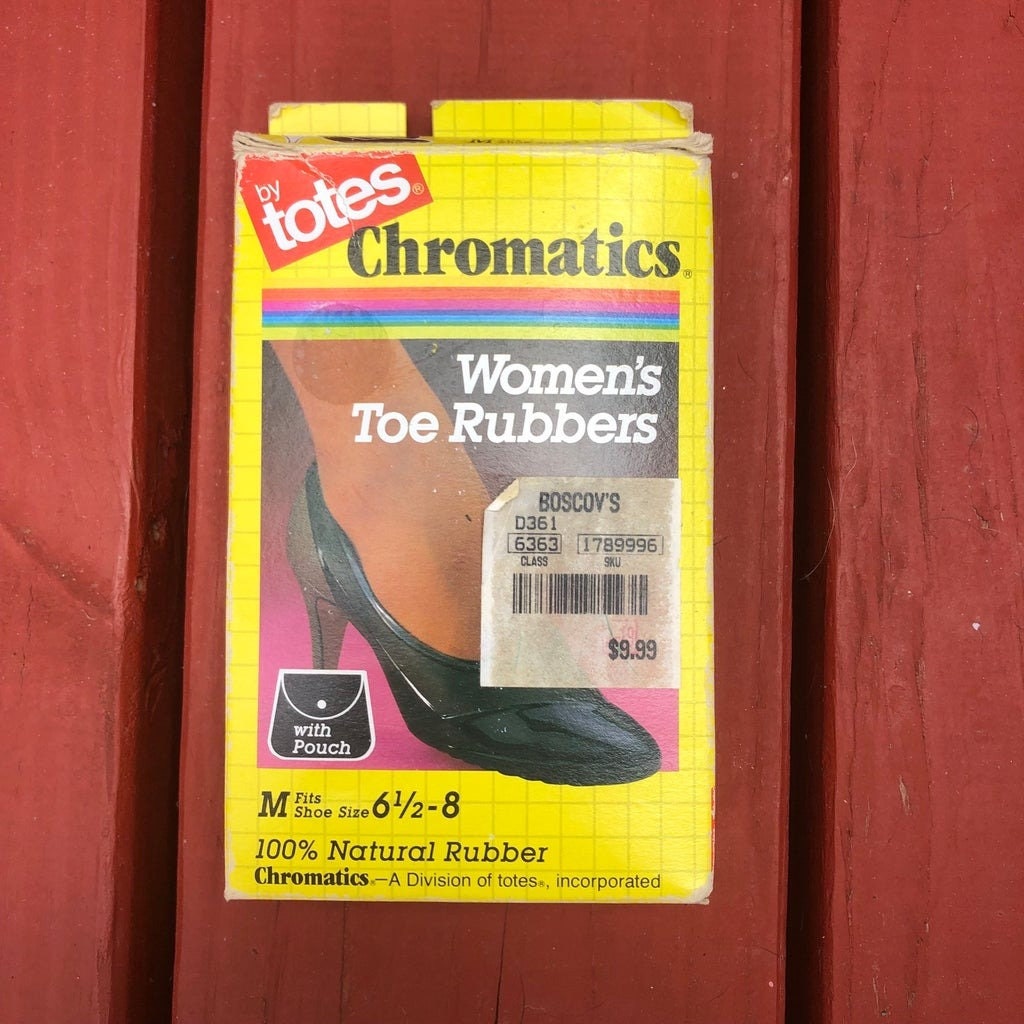 by
totes®
Chromatics®
Women's
Toe Rubbers
BOSCOV'S
D361
6363 1789996
CLASS SKU
$9.99
with
Pouch
M Fits Shoe Size 6½-8
100% Natural Rubber
Chromatics®—A Division of totes®, incorporated